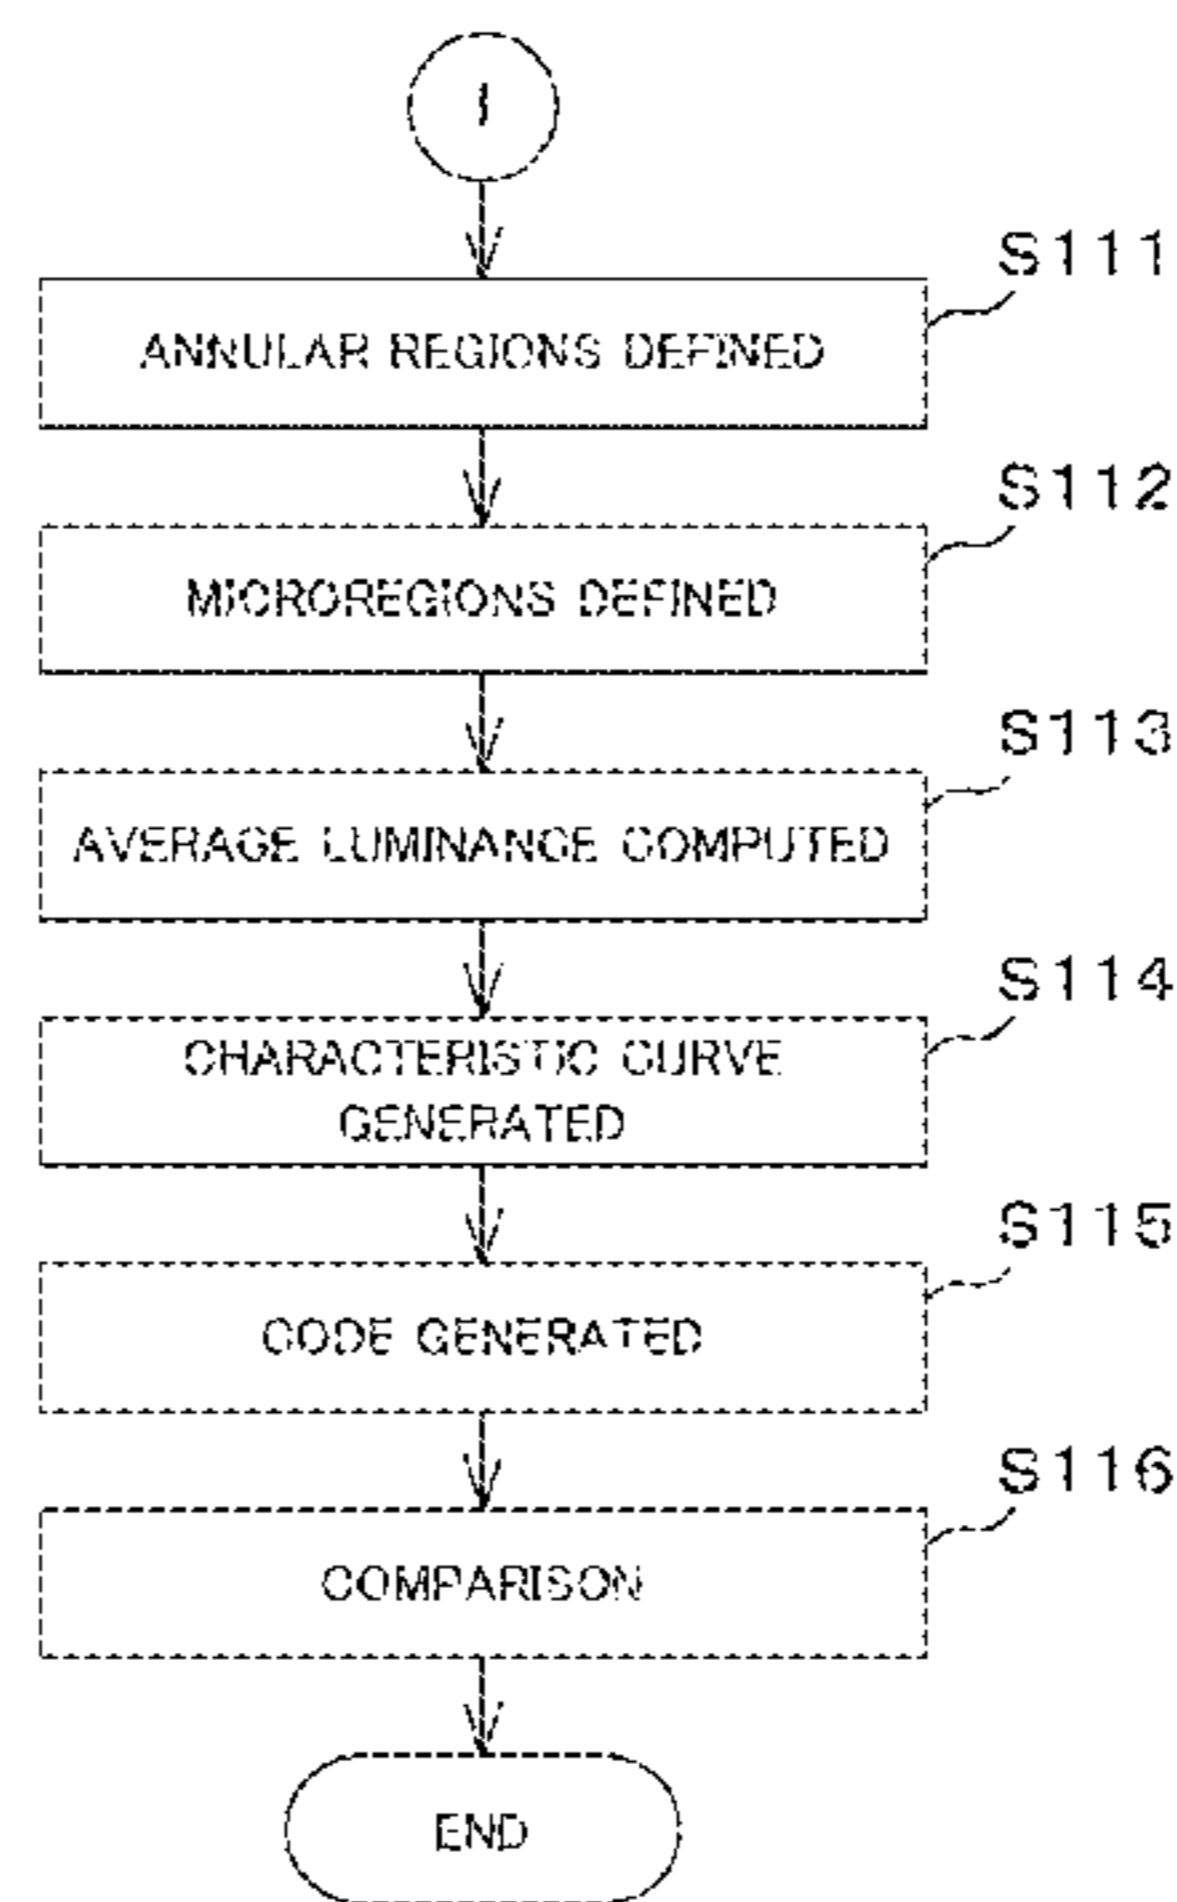 I
S111
ANNULAR REGIONS DEFINED
S112
MICROREGIONS DEFINED
S113
AVERAGE LUMINANCE COMPUTED
S114
CHARACTERISTIC CURVE
GENERATED
S115
CODE GENERATED
S116
COMPARISON
END